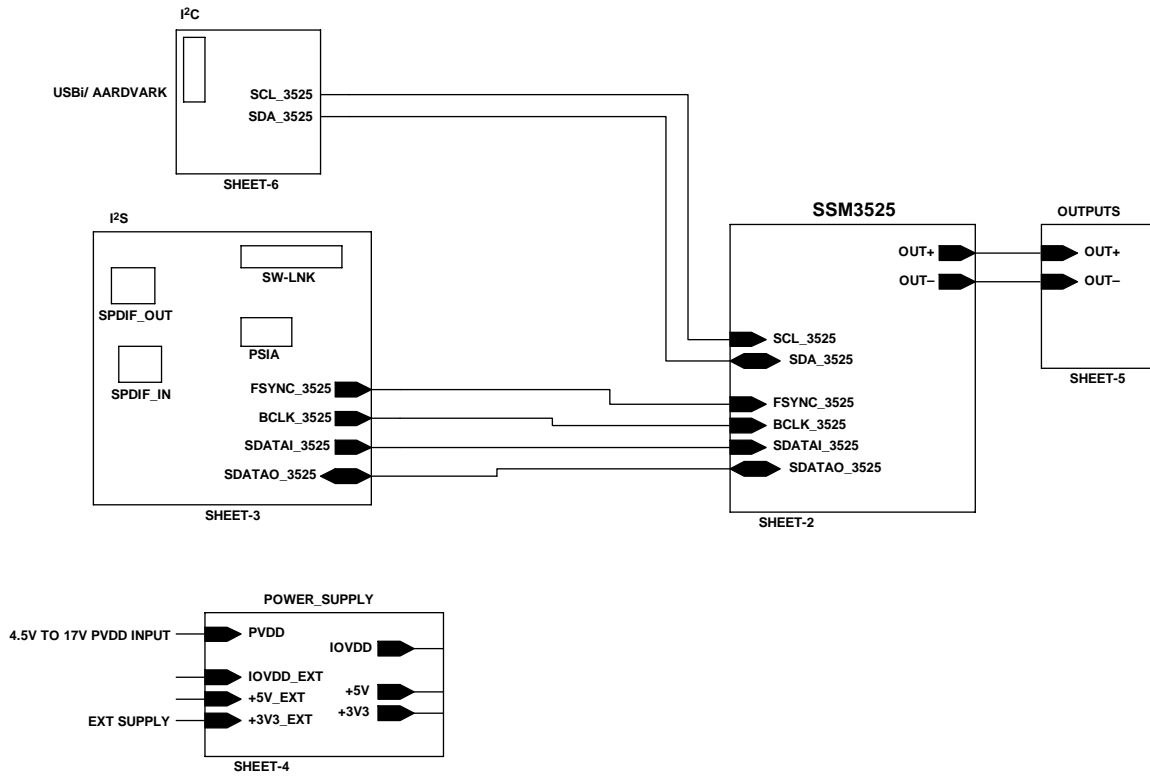 I²C
USBi/ AARDVARK
SCL_3525
SDA_3525
SHEET-6
I²S
SW-LNK
SPDIF_OUT
PSIA
SPDIF_IN
FSYNC_3525
BCLK_3525
SDATAI_3525
SDATAO_3525
SHEET-3
SSM3525
OUT+
OUT–
SCL_3525
SDA_3525
FSYNC_3525
BCLK_3525
SDATAI_3525
SDATAO_3525
SHEET-2
OUTPUTS
OUT+
OUT–
SHEET-5
POWER_SUPPLY
4.5V TO 17V PVDD INPUT
PVDD
IOVDD
IOVDD_EXT
+5V_EXT
+5V
EXT SUPPLY
+3V3_EXT
+3V3
SHEET-4